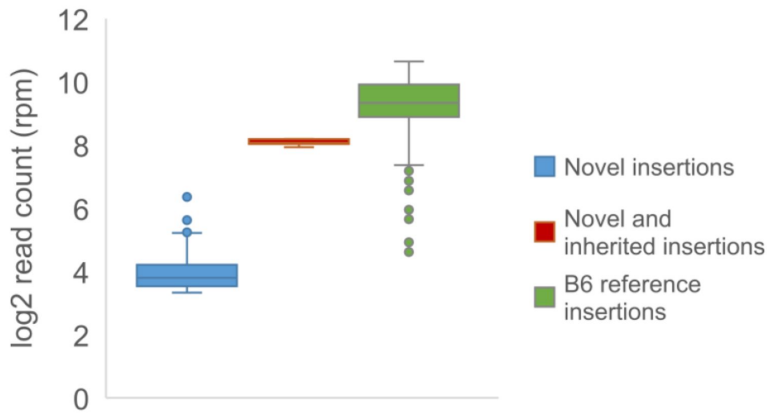 12
10
8
6
4
2
0
log2 read count (rpm)
Novel insertions
Novel and
inherited insertions
B6 reference
insertions